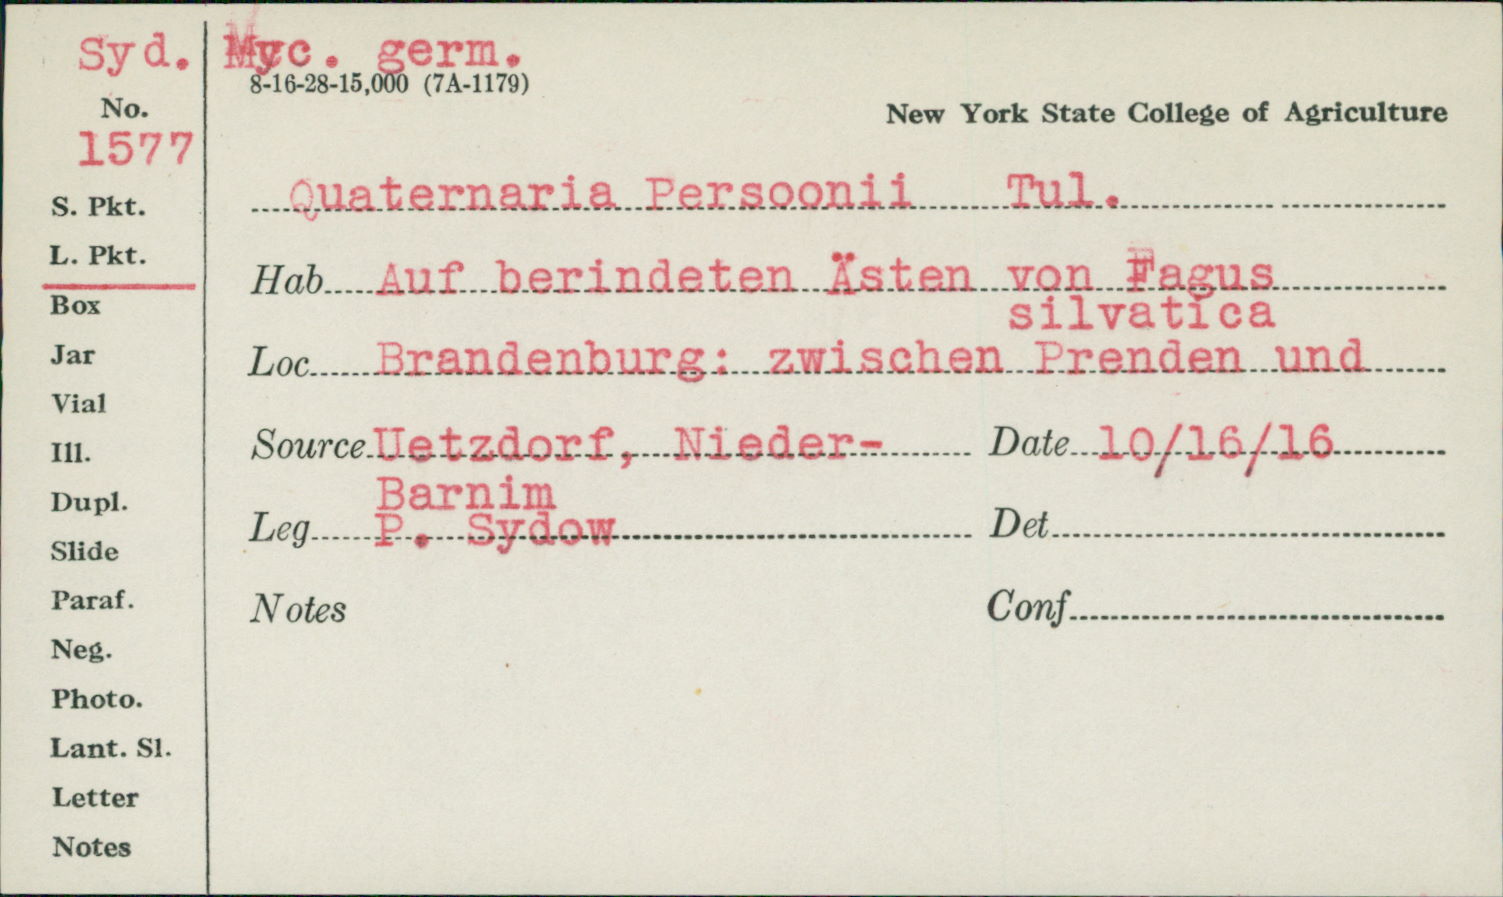 Syd. Myc. germ.
8-16-28-15,000 (7A-1179)
No.
New York State College of Agriculture
1577
Quaternaria Persoonii Tul.
S. Pkt.
L. Pkt.
Hab Auf berindeten Ästen von Fagus
silvatica
Box
Loc Brandenburg: zwischen Prenden und
Jar
Vial
Source Uetzdorf, Nieder- Date 10/16/16
Ill.
Barnim
Dupl.
Leg P. Sydow Det
Slide
Paraf.
Notes Conf
Neg.
Photo.
Lant. Sl.
Letter
Notes